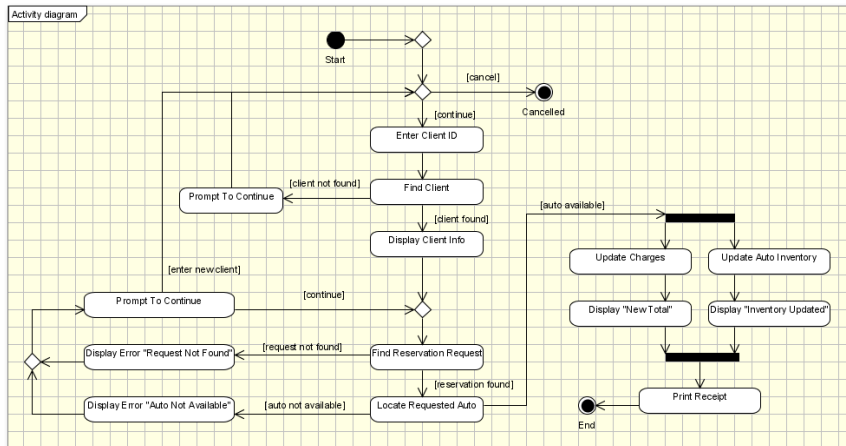 Activity diagram
Start
[cancel]
Cancelled
[continue]
Enter Client ID
[client not found]
Find Client
Prompt To Continue
[client found]
[auto available]
Display Client Info
Update Charges
Update Auto Inventory
[enter new client]
Prompt To Continue
[continue]
Display "New Total"
Display "Inventory Updated"
[request not found]
Display Error "Request Not Found"
Find Reservation Request
[reservation found]
Print Receipt
Display Error "Auto Not Available"
[auto not available]
Locate Requested Auto
End